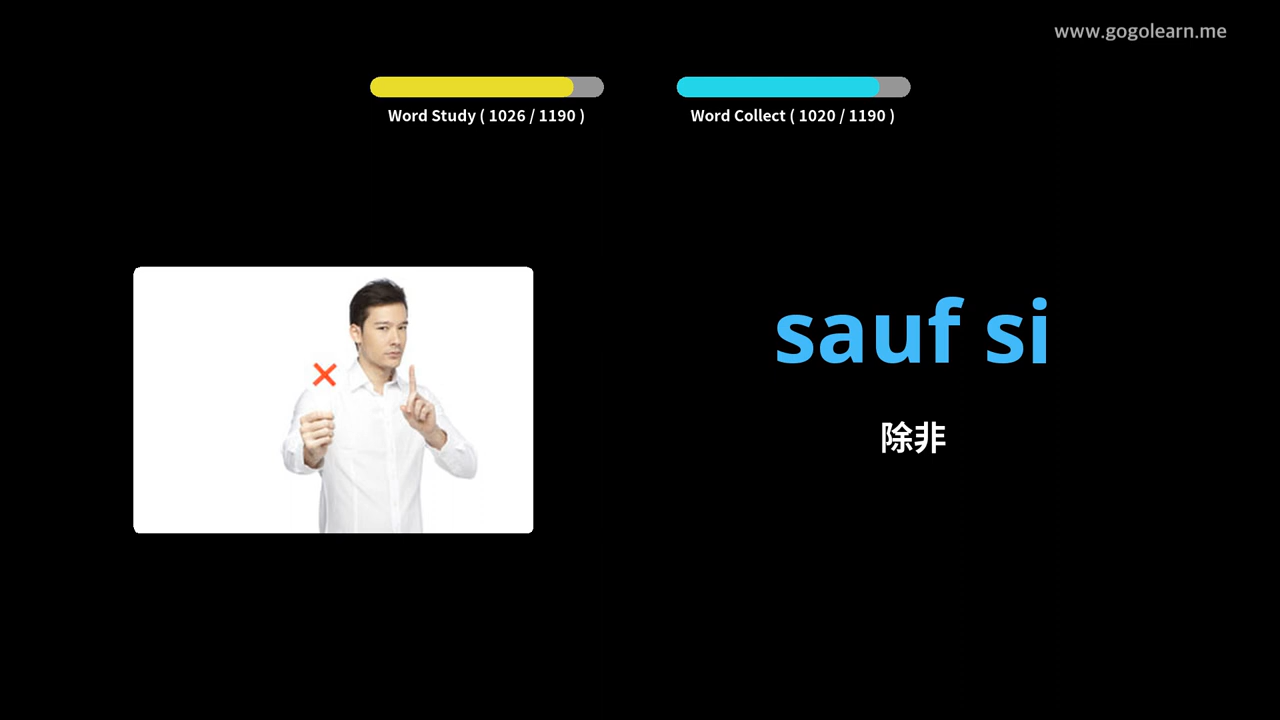 www.gogolearn.me
Word Study ( 1026 / 1190 )
Word Collect ( 1020 / 1190 )
sauf si
除非